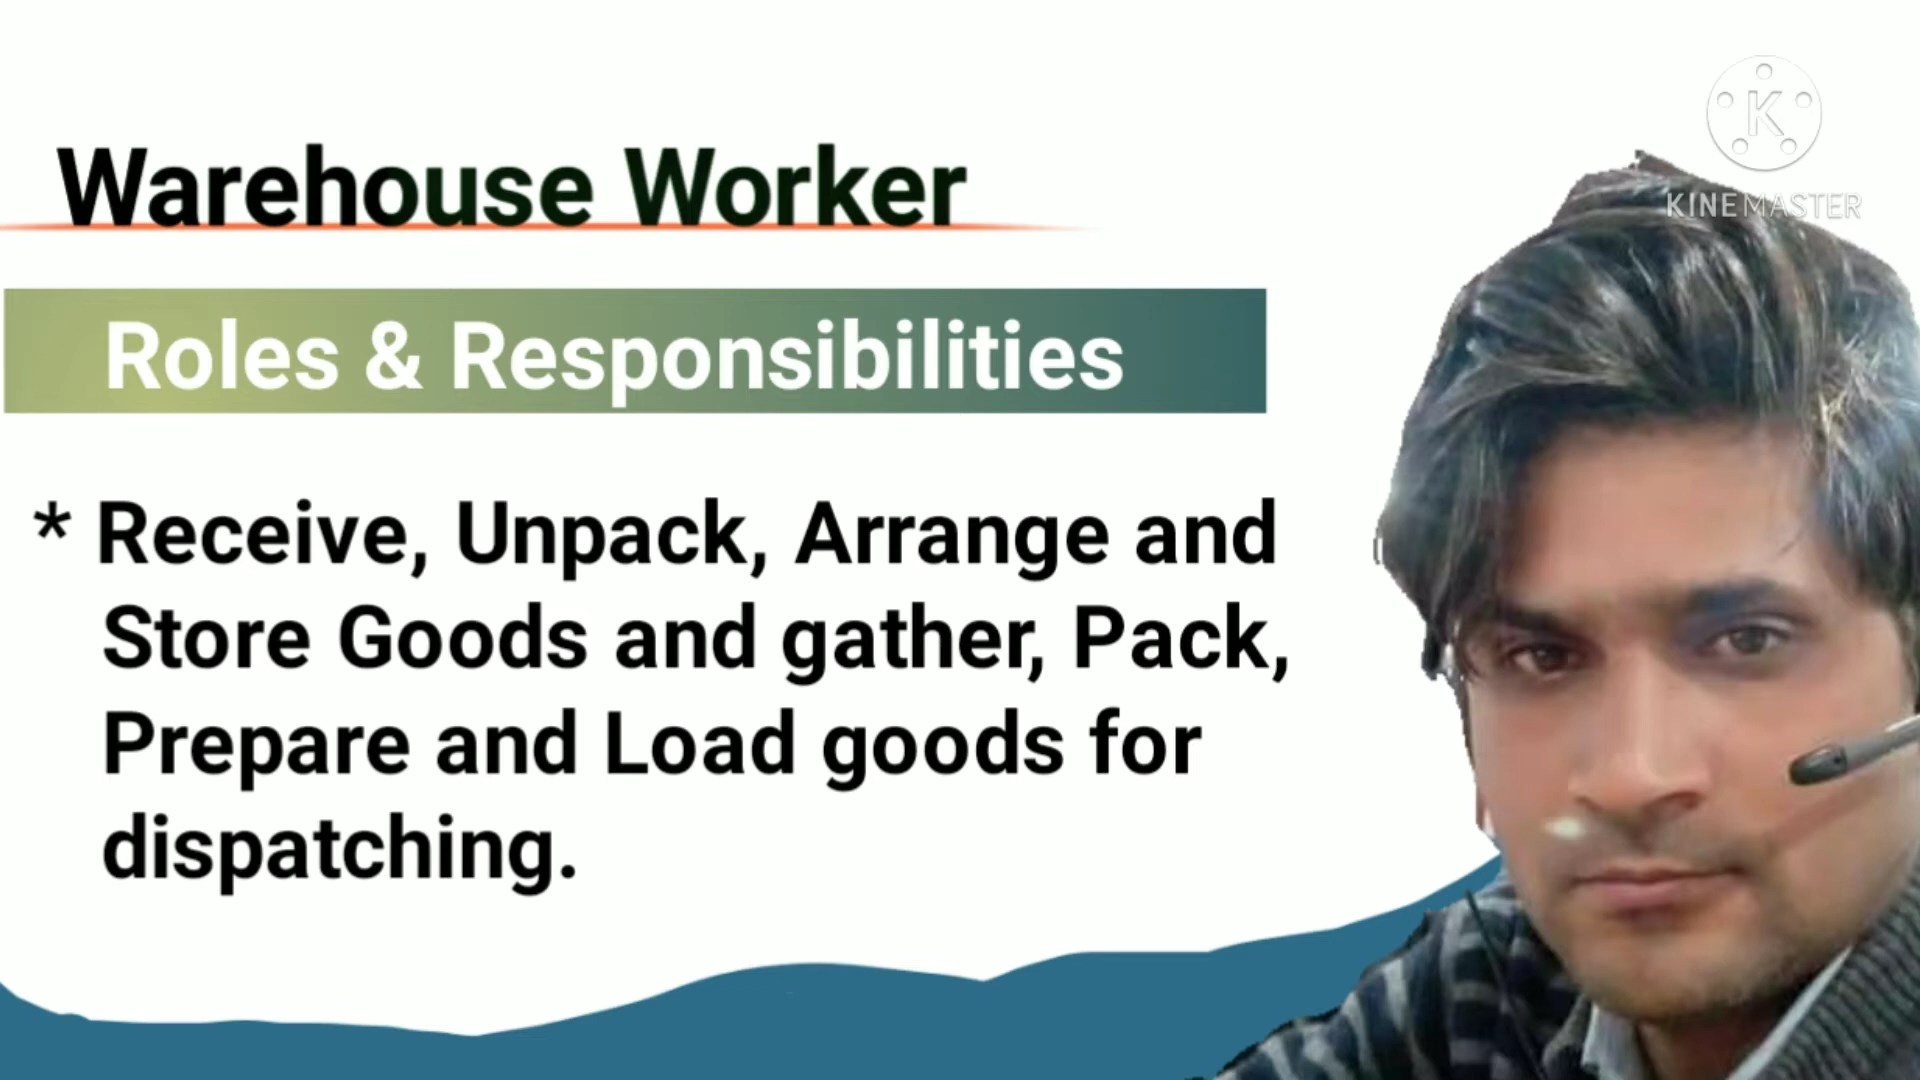 K
KINEMASTER
Warehouse Worker
Roles & Responsibilities
* Receive, Unpack, Arrange and
Store Goods and gather, Pack,
Prepare and Load goods for
dispatching.